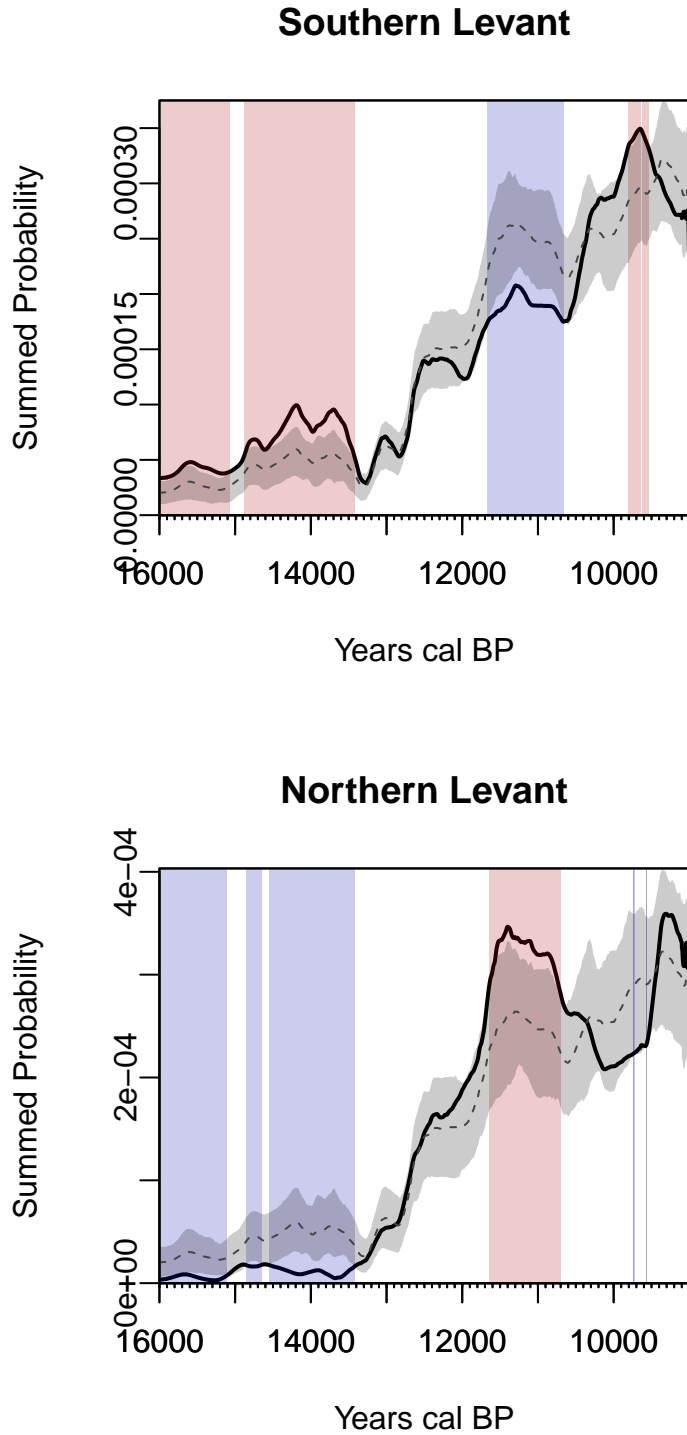 Southern Levant
Summed Probability
0.00030
0.00015
0.00000
16000 14000 12000 10000
Years cal BP
Northern Levant
Summed Probability
4e−04
2e−04
0e+00
16000 14000 12000 10000
Years cal BP